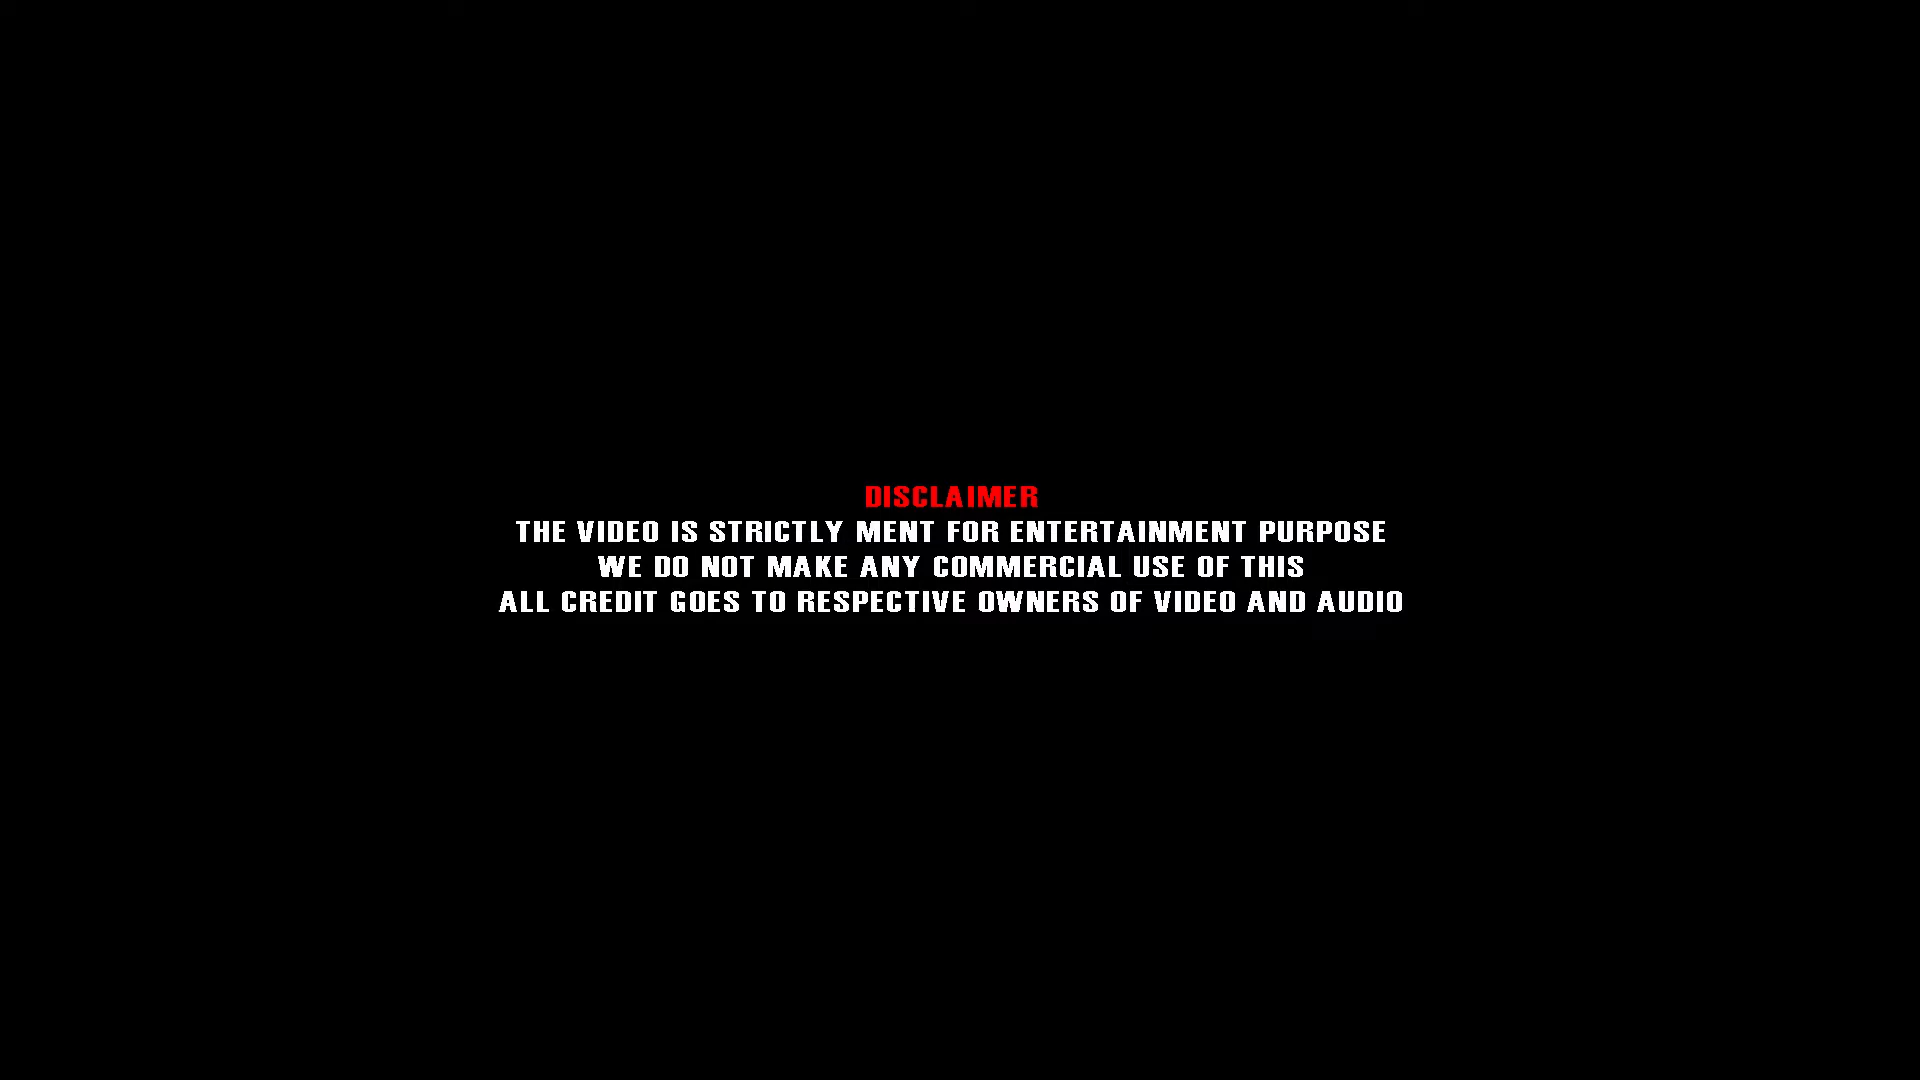 DISCLAIMER
THE VIDEO IS STRICTLY MENT FOR ENTERTAINMENT PURPOSE
WE DO NOT MAKE ANY COMMERCIAL USE OF THIS
ALL CREDIT GOES TO RESPECTIVE OWNERS OF VIDEO AND AUDIO